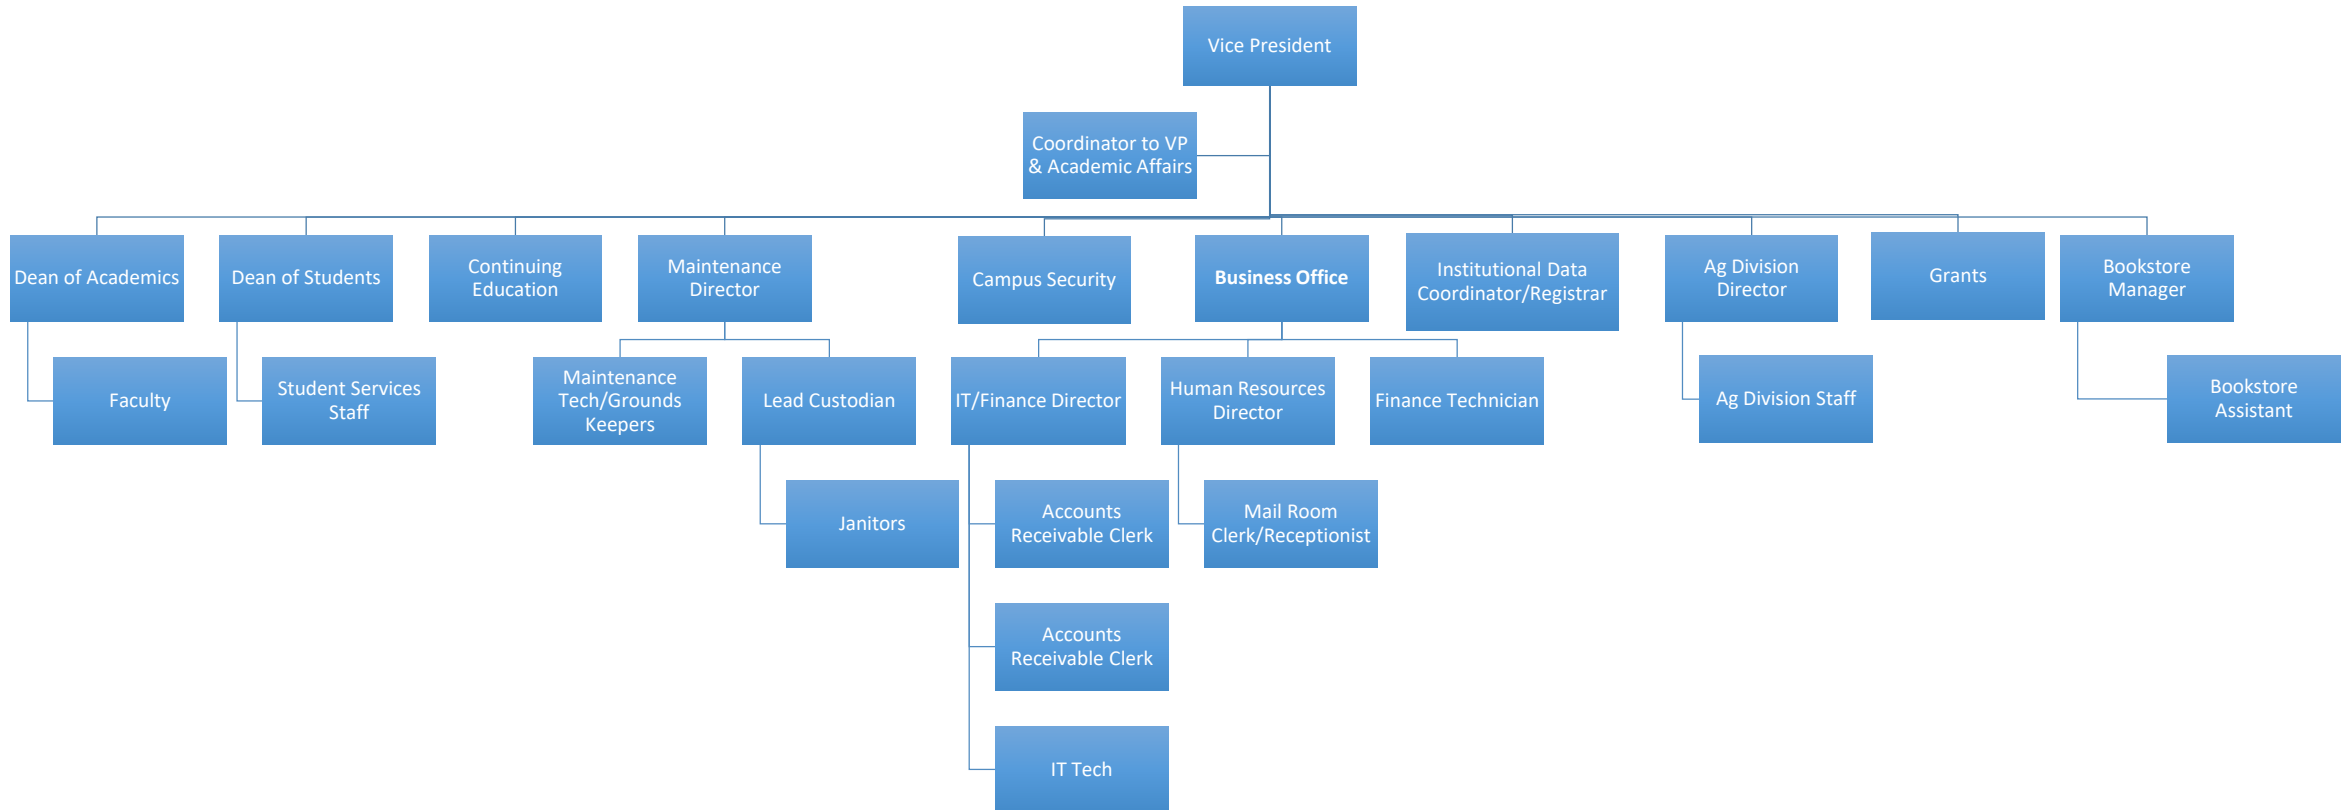 Vice President
Coordinator to VP
& Academic Affairs
Dean of Academics
Dean of Students
Continuing
Education
Maintenance
Director
Campus Security
Business Office
Institutional Data
Coordinator/Registrar
Ag Division
Director
Grants
Bookstore
Manager
Faculty
Student Services
Staff
Maintenance
Tech/Grounds
Keepers
Lead Custodian
IT/Finance Director
Human Resources
Director
Finance Technician
Ag Division Staff
Bookstore
Assistant
Janitors
Accounts
Receivable Clerk
Mail Room
Clerk/Receptionist
Accounts
Receivable Clerk
IT Tech